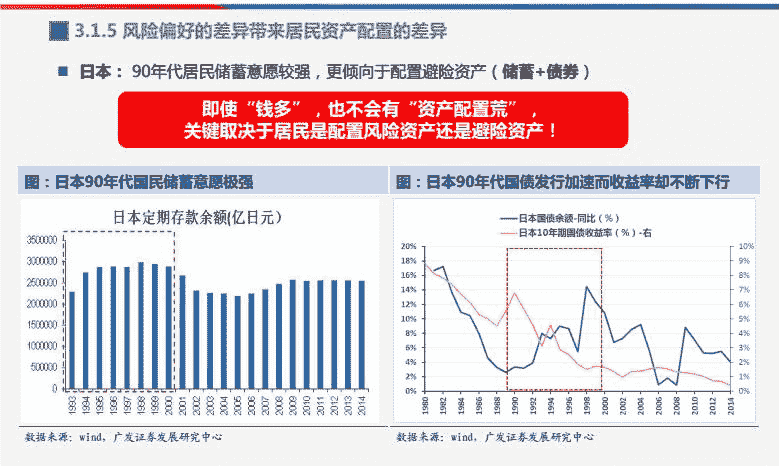 3.1.5 风险偏好的差异带来居民资产配置的差异
日本：90年代居民储蓄意愿较强，更倾向于配置避险资产（储蓄+债券）
即使“钱多”，也不会有“资产配置荒”，
关键取决于居民是配置风险资产还是避险资产！
图：日本90年代国民储蓄意愿极强
日本定期存款余额(亿日元）
3500000
3000000
2500000
2000000
1500000
1000000
500000
0
1993 1994 1995 1996 1997 1998 1999 2000 2001 2002 2003 2004 2005 2006 2007 2008 2009 2010 2011 2012 2013 2014
数据来源：wind，广发证券发展研究中心
图：日本90年代国债发行加速而收益率却不断下行
日本国债余额-同比（%）
日本10年期国债收益率（%）-右
20% 10%
18% 9%
16% 8%
14% 7%
12% 6%
10% 5%
8% 4%
6% 3%
4% 2%
2% 1%
0% 0%
1980 1982 1984 1986 1988 1990 1992 1994 1996 1998 2000 2002 2004 2006 2008 2010 2012 2014
数据来源：wind，广发证券发展研究中心